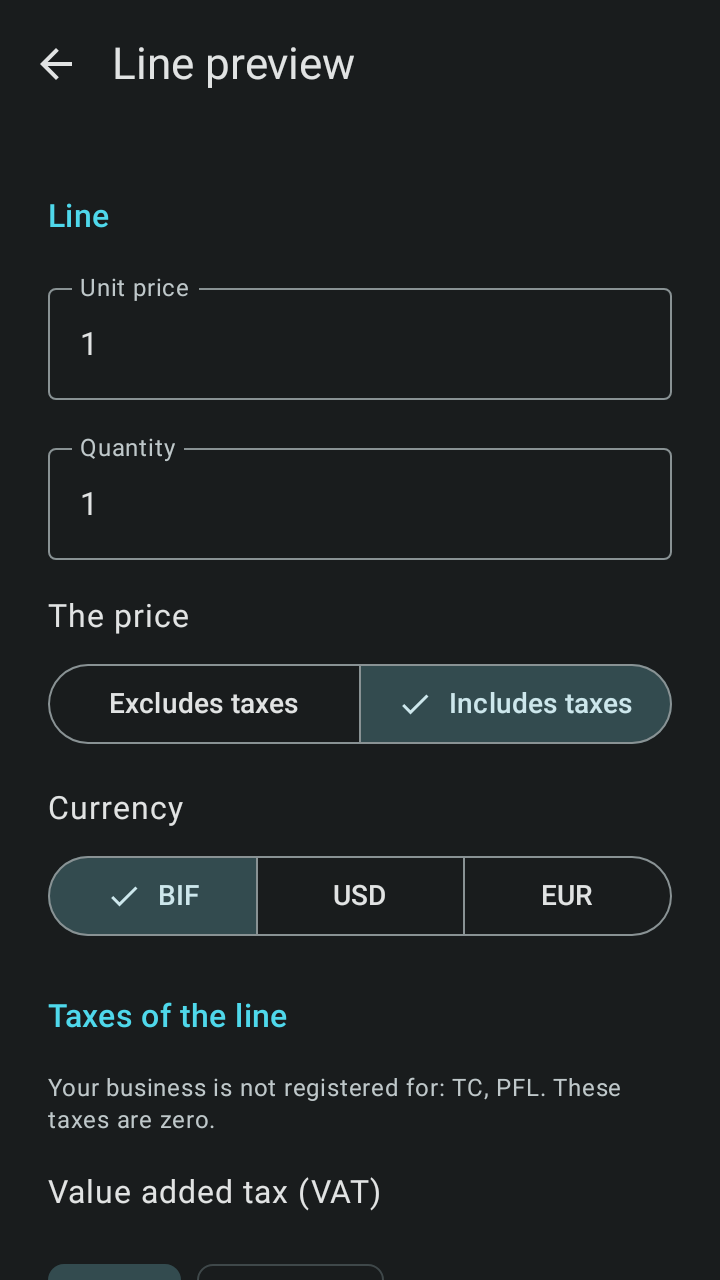 Line preview
Line
Unit price
1
Quantity
1
The price
Excludes taxes
Includes taxes
Currency
BIF
USD
EUR
Taxes of the line
Your business is not registered for: TC, PFL. These
taxes are zero.
Value added tax (VAT)